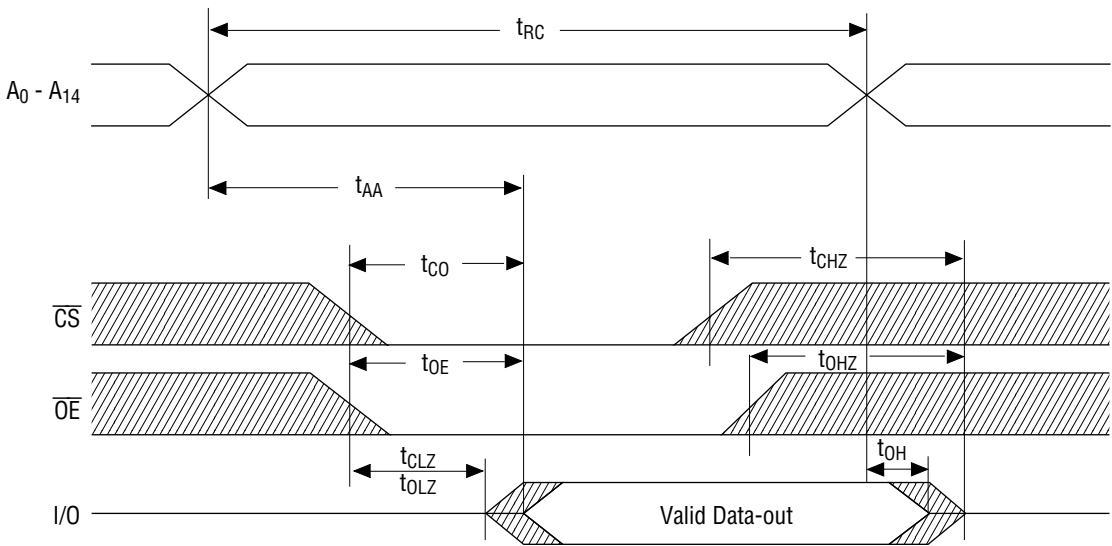 tRC
A0 - A14
tAA
tCO
tCHZ
CS
tOE
tOHZ
OE
tCLZ
tOLZ
tOH
I/O
Valid Data-out